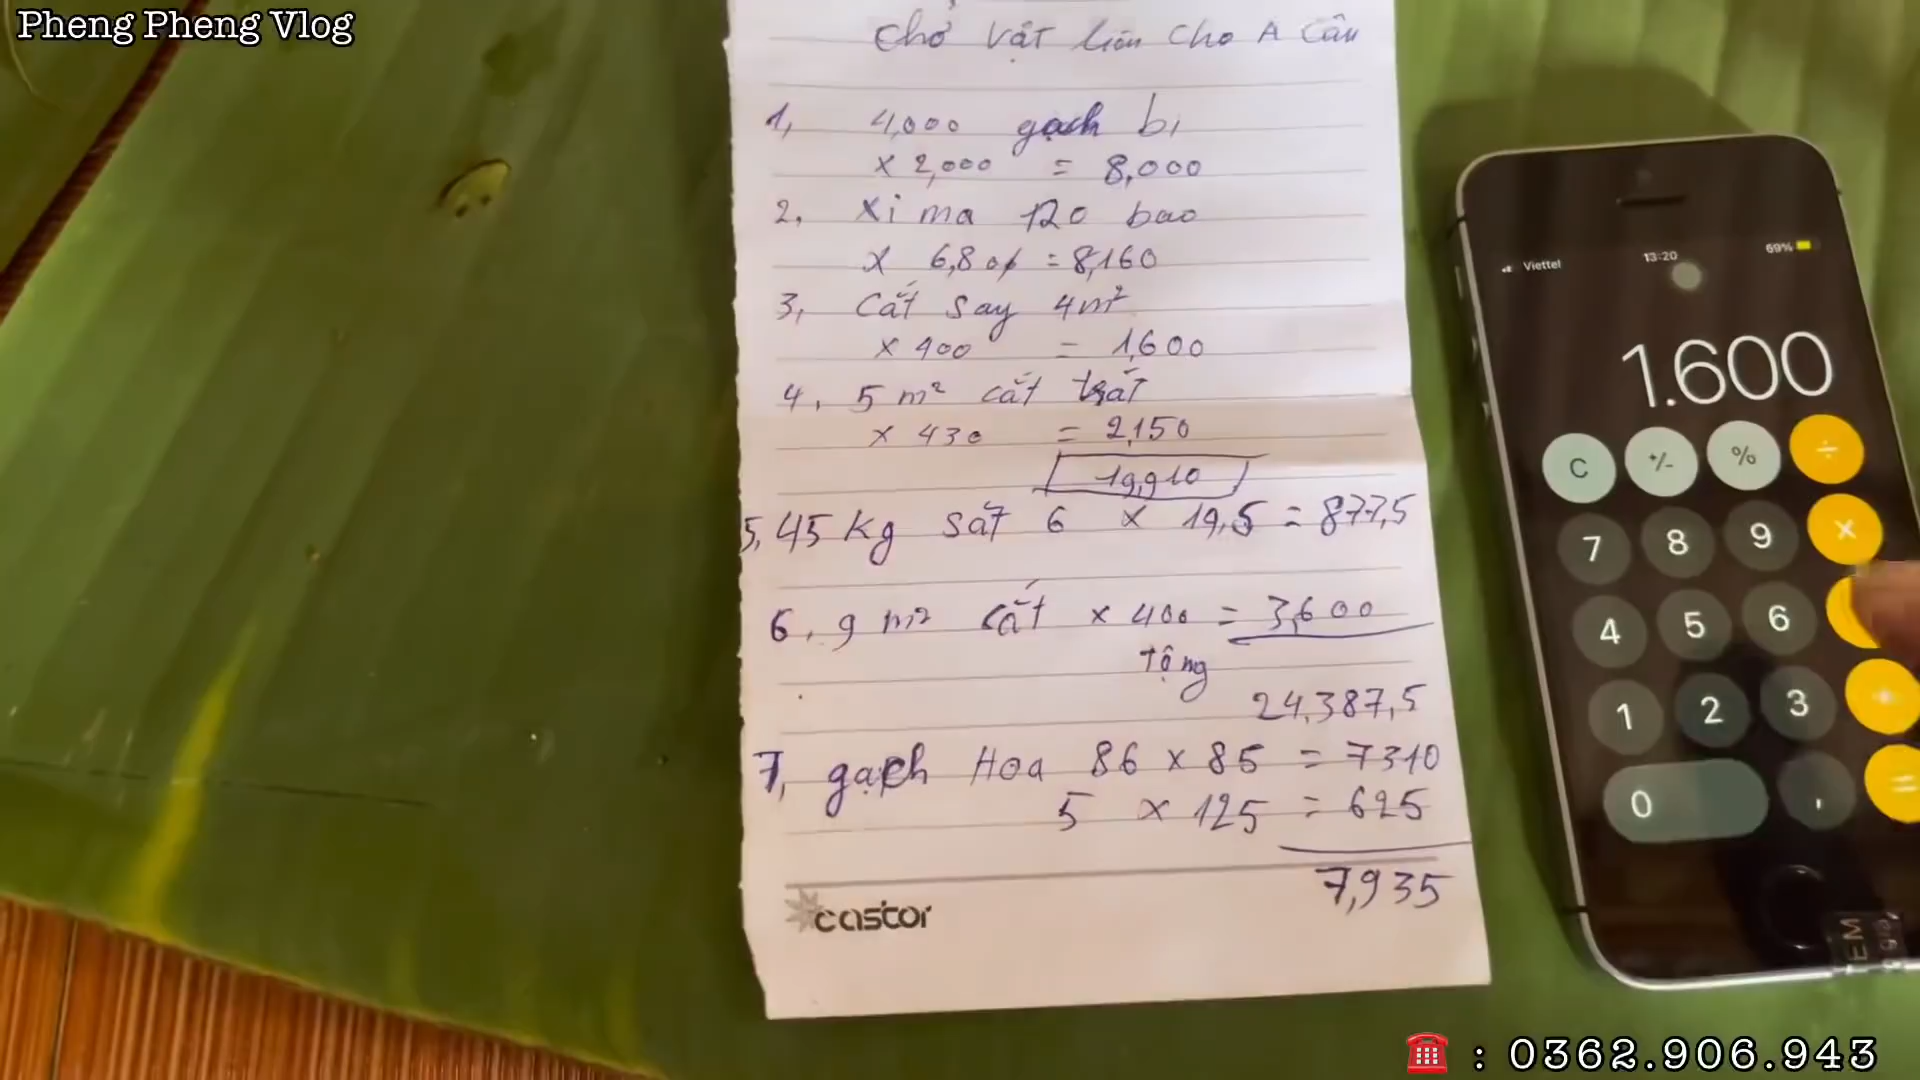 Pheng Pheng Vlog
Chở vật liệu cho A Câu
1, 4,000 gạch bi
x 2,000 = 8,000
2, xi ma 120 bao
x 6,80 = 8,160
3, Cát Say 4m²
x 400 = 1,600
4, 5 m² cát trát
x 430 = 2,150
19,910
5, 45 kg Sắt 6 x 19,5 = 877,5
6, 9 m² cát x 400 = 3,600
tộng
24,387,5
7, gạch Hoa 86 x 85 = 7310
5 x 125 = 625
7,935
castor
Viettel 13:20 69%
1.600
C +/- % ÷
7 8 9 ×
4 5 6
1 2 3 +
0 , =
: 0362.906.943